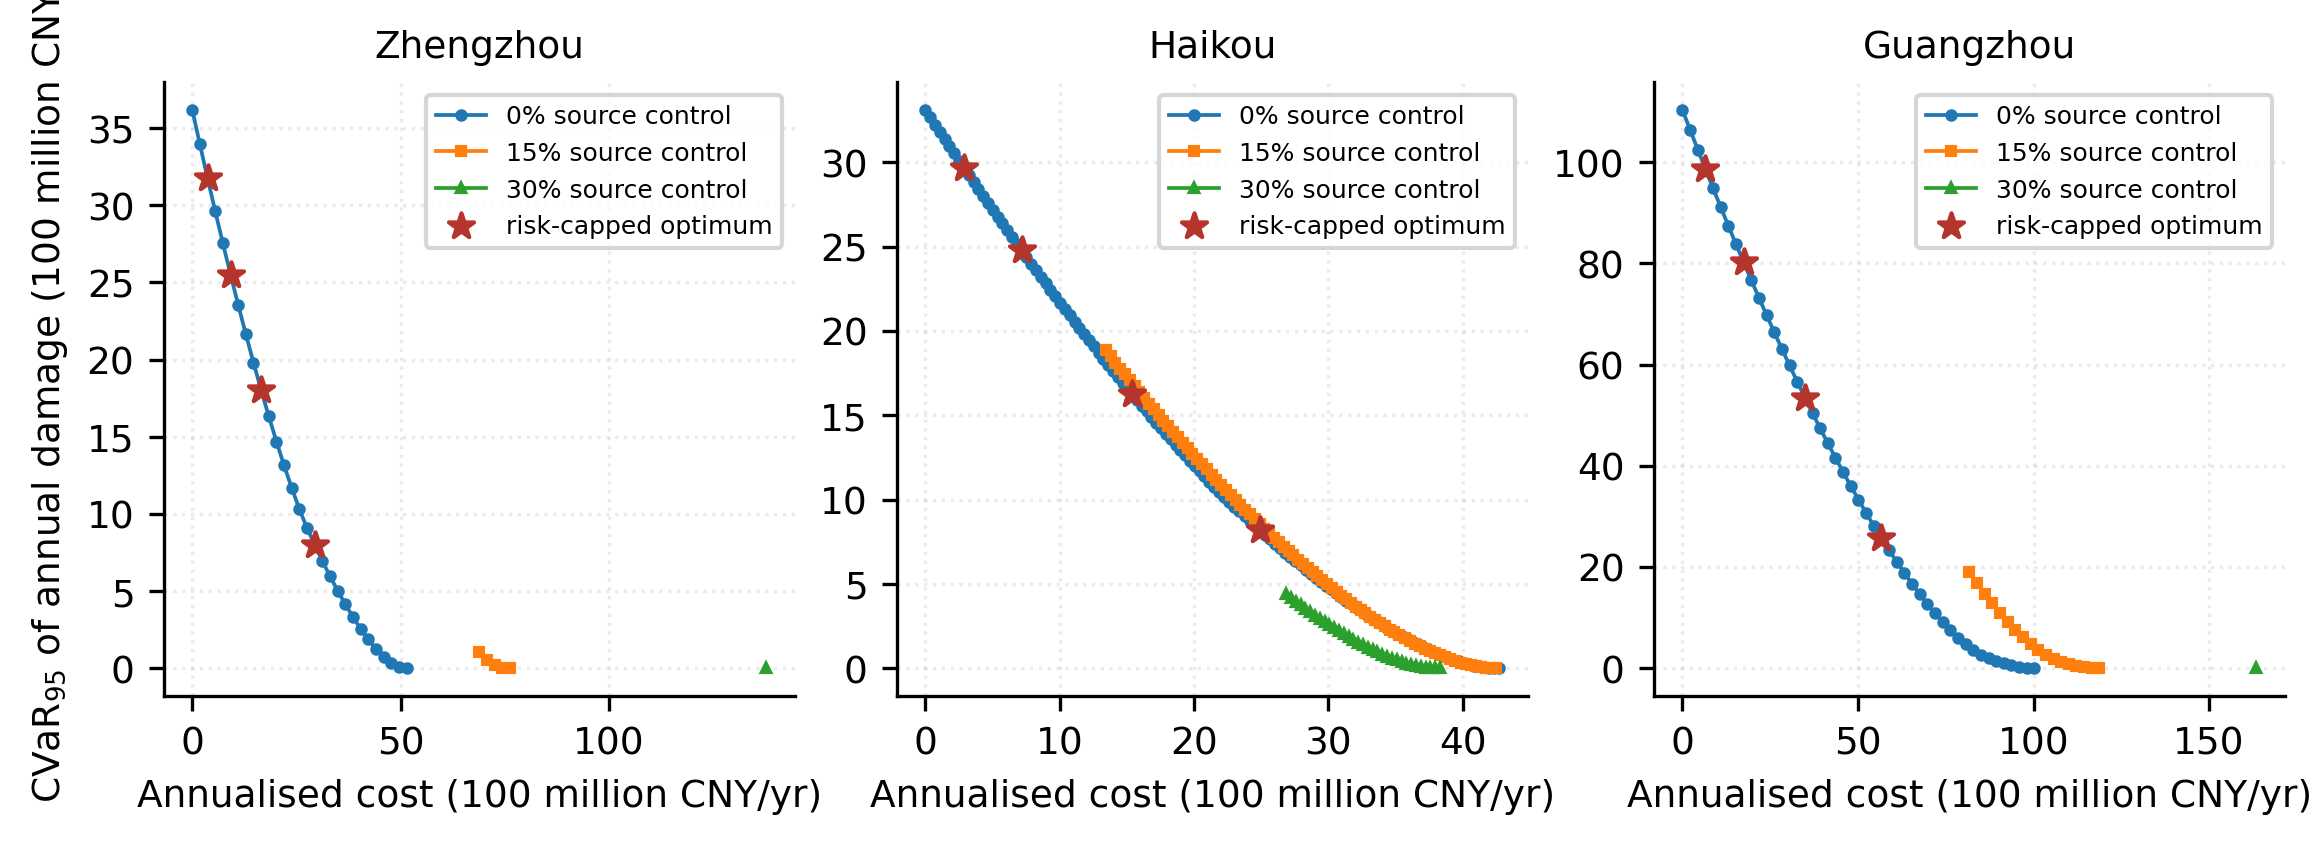 Zhengzhou
Haikou
Guangzhou
CVaR95 of annual damage (100 million CNY
35
30
25
20
15
10
5
0
0% source control
15% source control
30% source control
risk-capped optimum
0
50
100
Annualised cost (100 million CNY/yr)
30
25
20
15
10
5
0
0% source control
15% source control
30% source control
risk-capped optimum
0
10
20
30
40
Annualised cost (100 million CNY/yr)
100
80
60
40
20
0
0% source control
15% source control
30% source control
risk-capped optimum
0
50
100
150
Annualised cost (100 million CNY/yr)